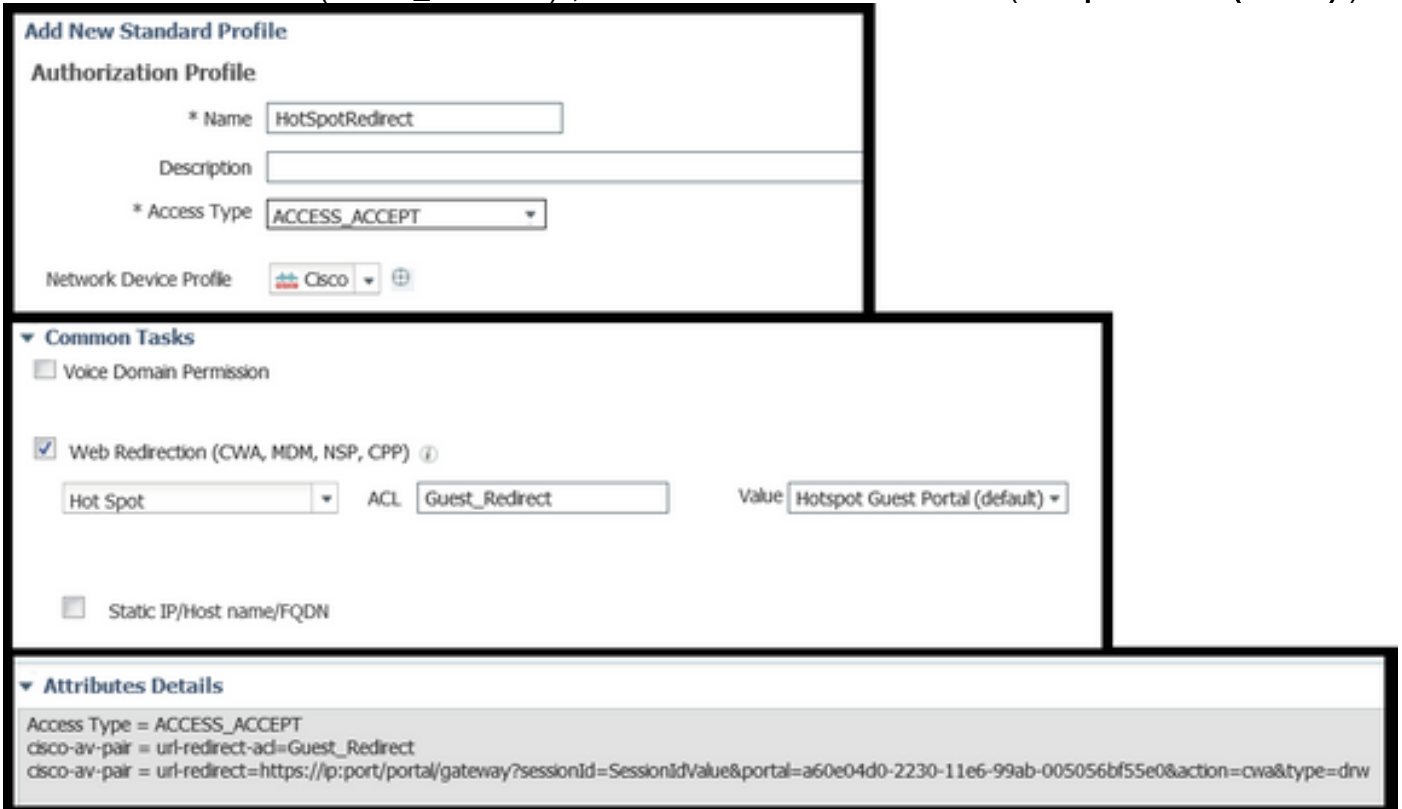 Add New Standard Profile
Authorization Profile
* Name HotSpotRedirect
Description
* Access Type ACCESS_ACCEPT
Network Device Profile Cisco
Common Tasks
Voice Domain Permission
Web Redirection (CWA, MDM, NSP, CPP) i
Hot Spot ACL Guest_Redirect Value Hotspot Guest Portal (default)
Static IP/Host name/FQDN
Attributes Details
Access Type = ACCESS_ACCEPT
cisco-av-pair = url-redirect-acl=Guest_Redirect
cisco-av-pair = url-redirect=https://ip:port/portal/gateway?sessionId=SessionIdValue&portal=a60e04d0-2230-11e6-99ab-005056bf55e0&action=cwa&type=drw